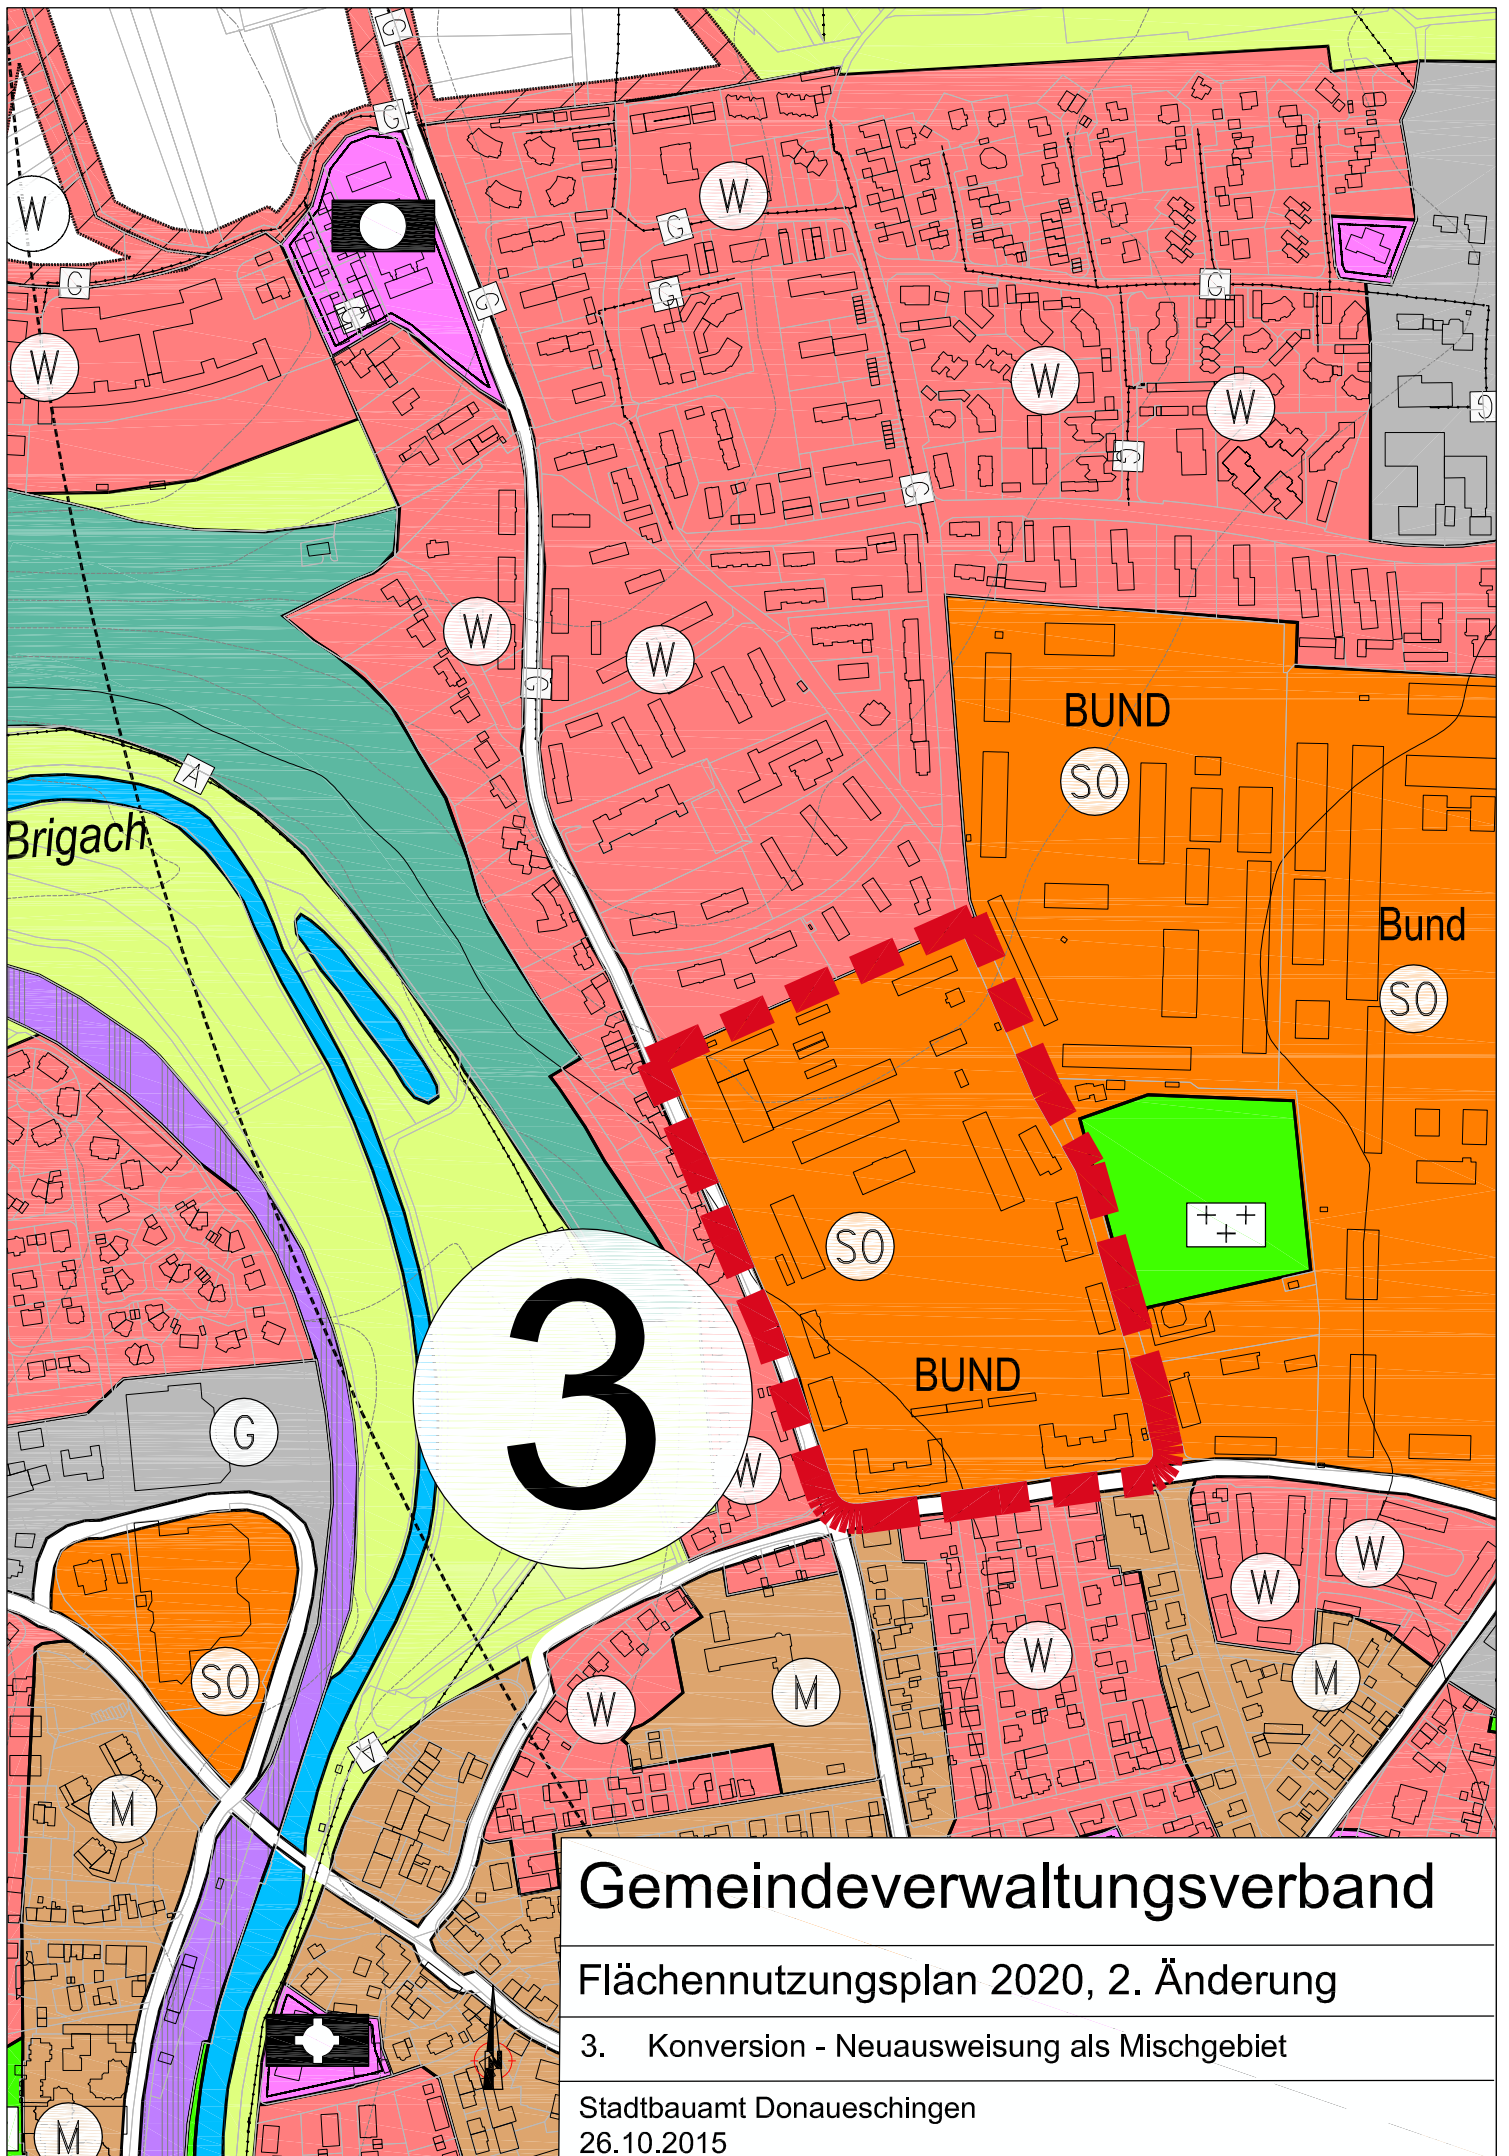 G
G
W
W
G
G
G
G
G
G
W
W
W
G
G
G
G
W
W
G
BUND
SO
A
Brigach
Bund
SO
SO
3
BUND
G
W
W
W
W
SO
W
M
M
A
M
Gemeindeverwaltungsverband
Flächennutzungsplan 2020, 2. Änderung
3. Konversion - Neuausweisung als Mischgebiet
N
Stadtbauamt Donaueschingen
26.10.2015
M